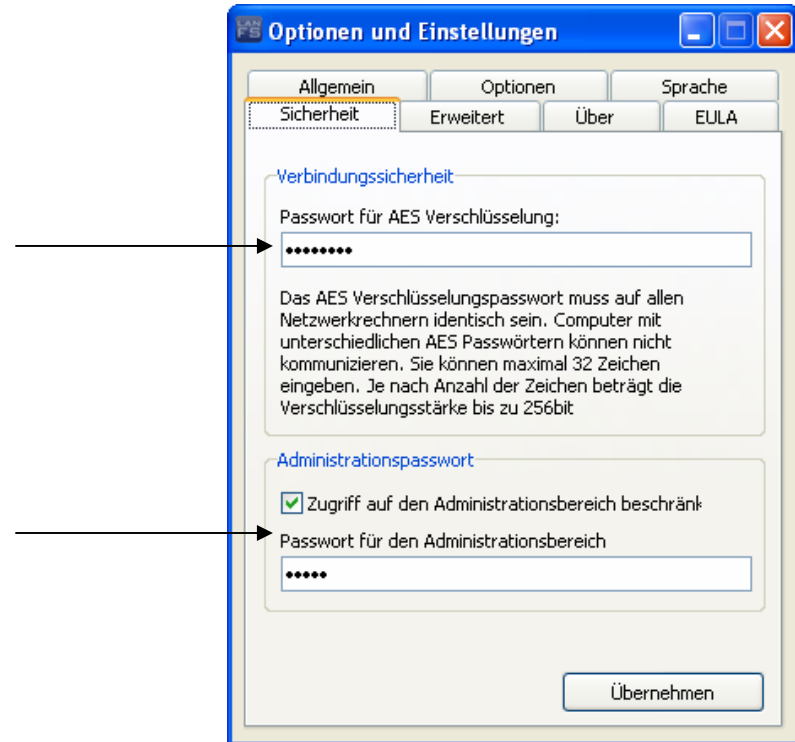 LAN
FS
Optionen und Einstellungen
Allgemein Optionen Sprache
Sicherheit Erweitert Über EULA
Verbindungssicherheit
Passwort für AES Verschlüsselung:
••••••••
Das AES Verschlüsselungspasswort muss auf allen
Netzwerkrechnern identisch sein. Computer mit
unterschiedlichen AES Passwörtern können nicht
kommunizieren. Sie können maximal 32 Zeichen
eingeben. Je nach Anzahl der Zeichen beträgt die
Verschlüsselungsstärke bis zu 256bit
Administrationspasswort
Zugriff auf den Administrationsbereich beschränk
Passwort für den Administrationsbereich
•••••
Übernehmen